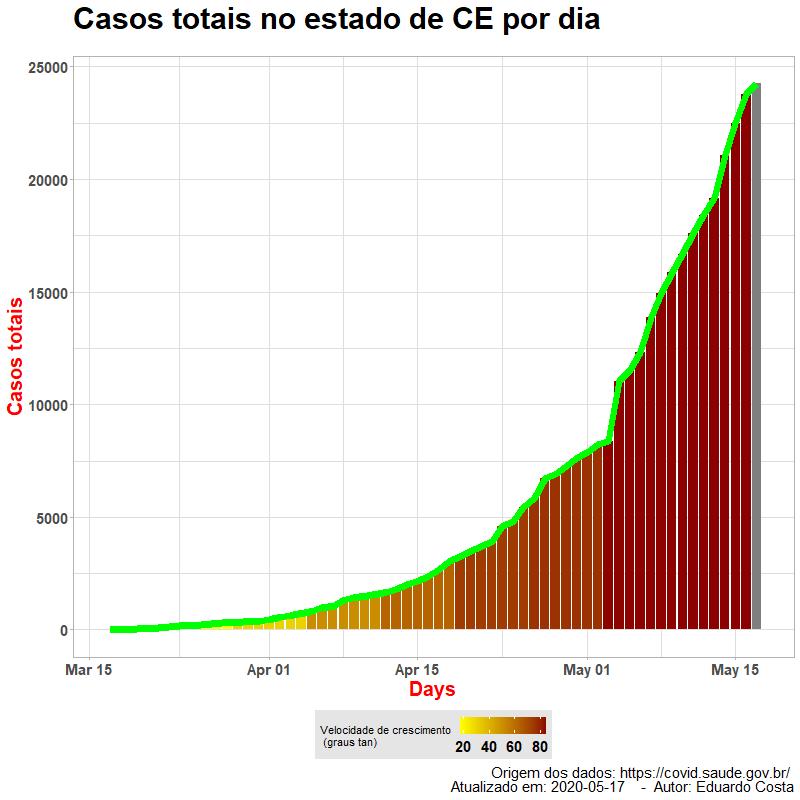 Casos totais no estado de CE por dia
Casos totais
25000
20000
15000
10000
5000
0
Mar 15 Apr 01 Apr 15 May 01 May 15
Days
Velocidade de crescimento
(graus tan)
20 40 60 80
Origem dos dados: https://covid.saude.gov.br/
Atualizado em: 2020-05-17 - Autor: Eduardo Costa